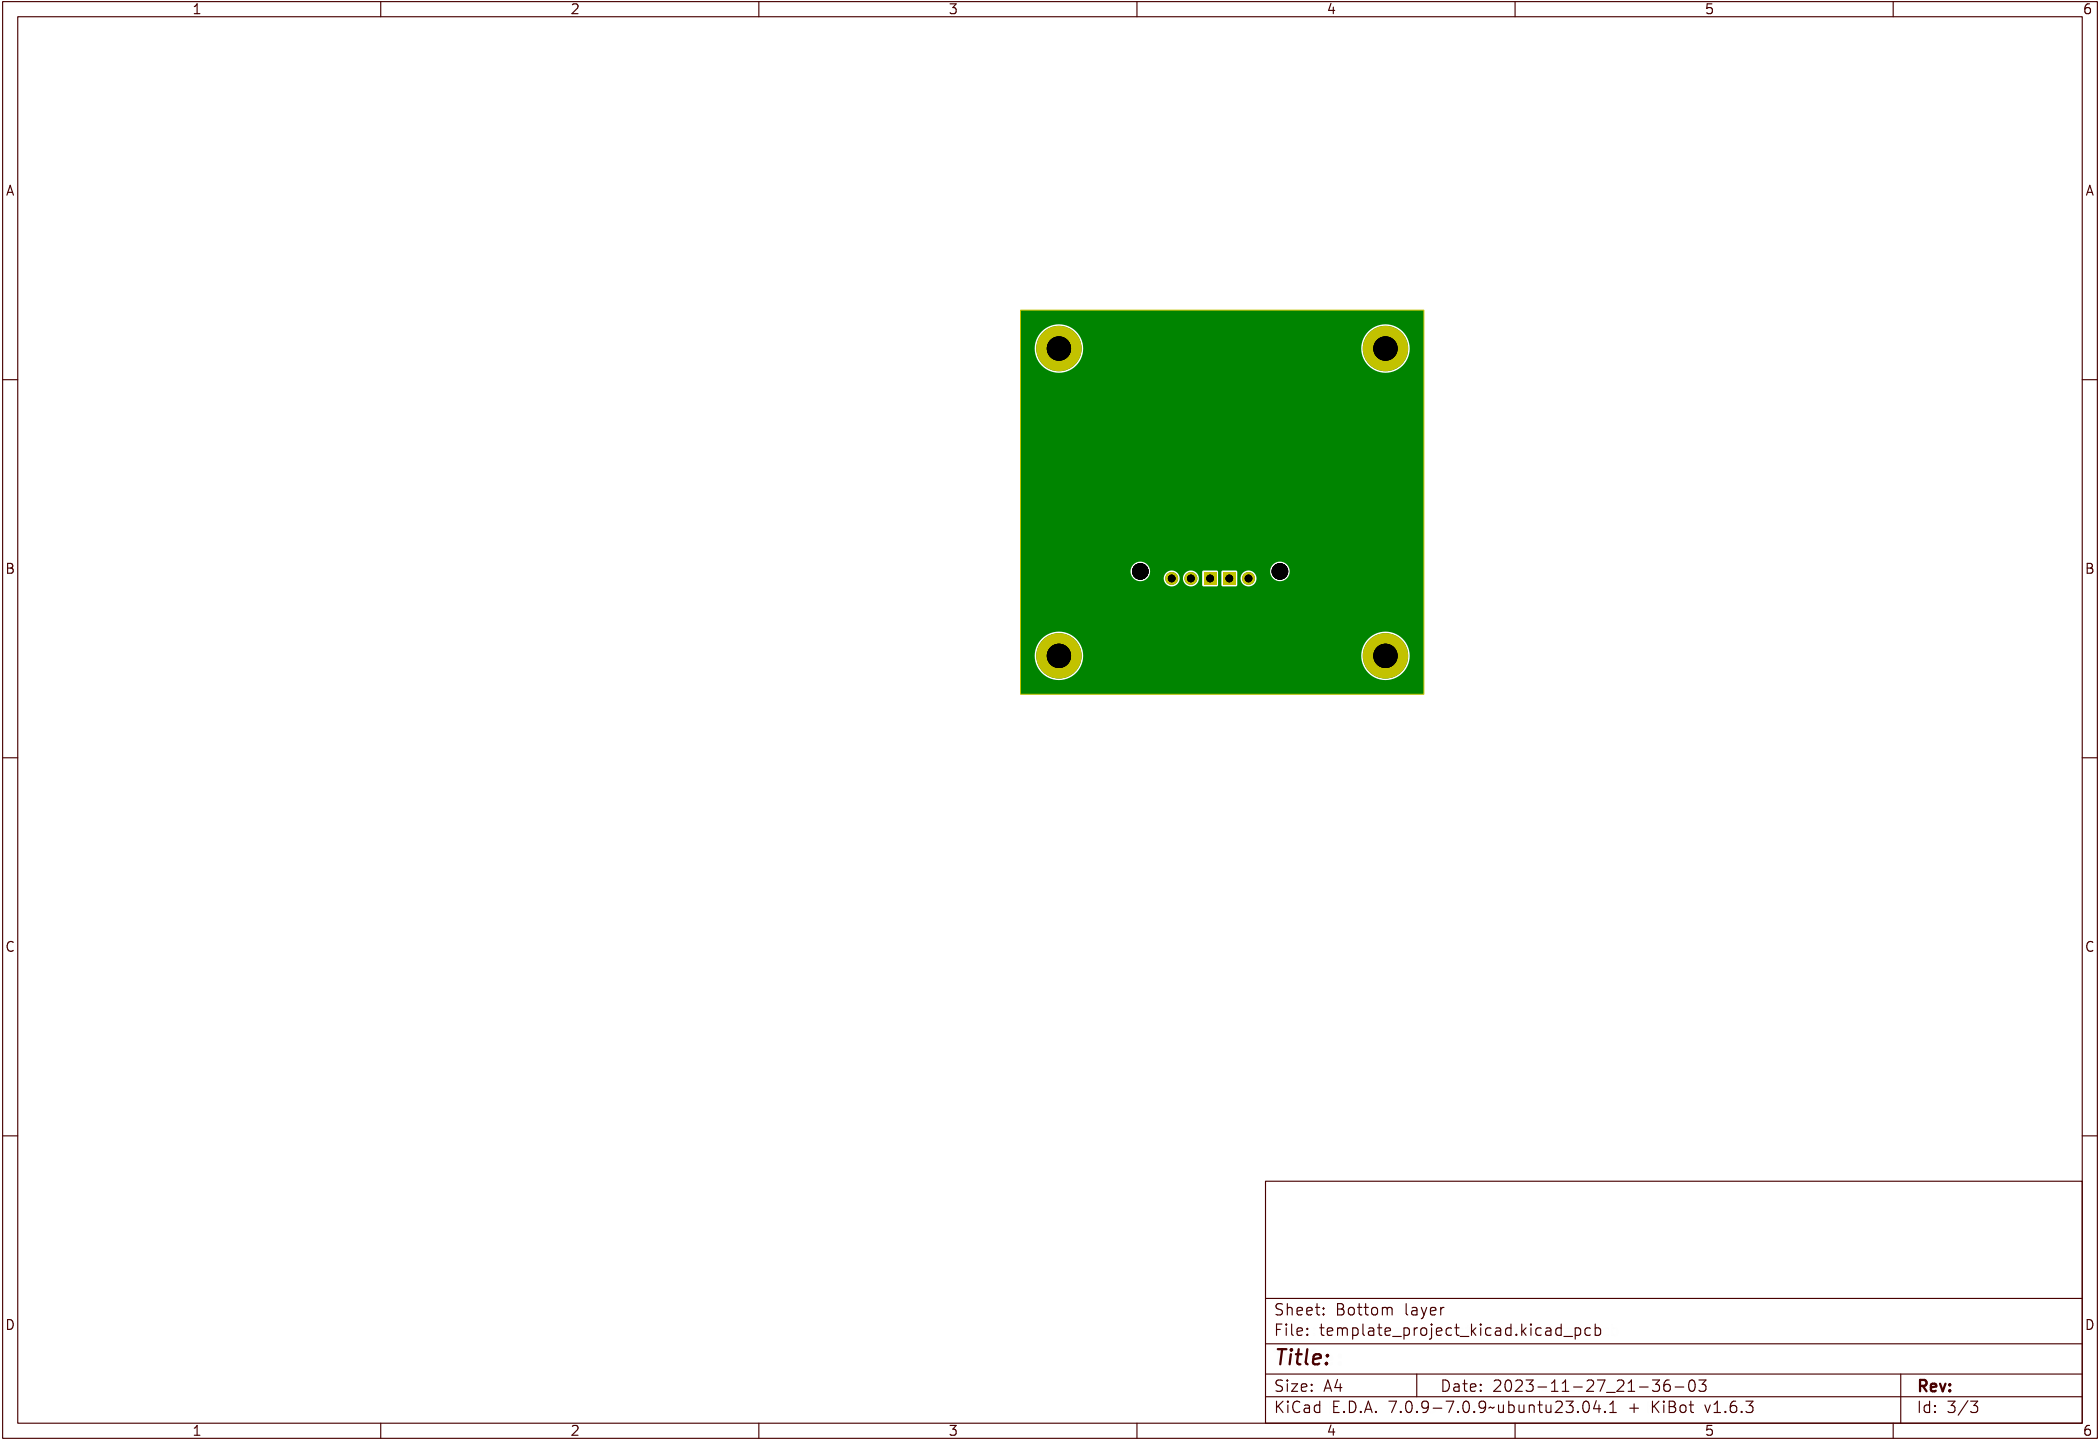 1 2 3 4 5 6
A A
B B
C C
Sheet: Bottom layer
File: template_project_kicad.kicad_pcb
D D
Title:
Size: A4 Date: 2023-11-27_21-36-03 Rev:
KiCad E.D.A. 7.0.9-7.0.9~ubuntu23.04.1 + KiBot v1.6.3 Id: 3/3
1 2 3 4 5 6